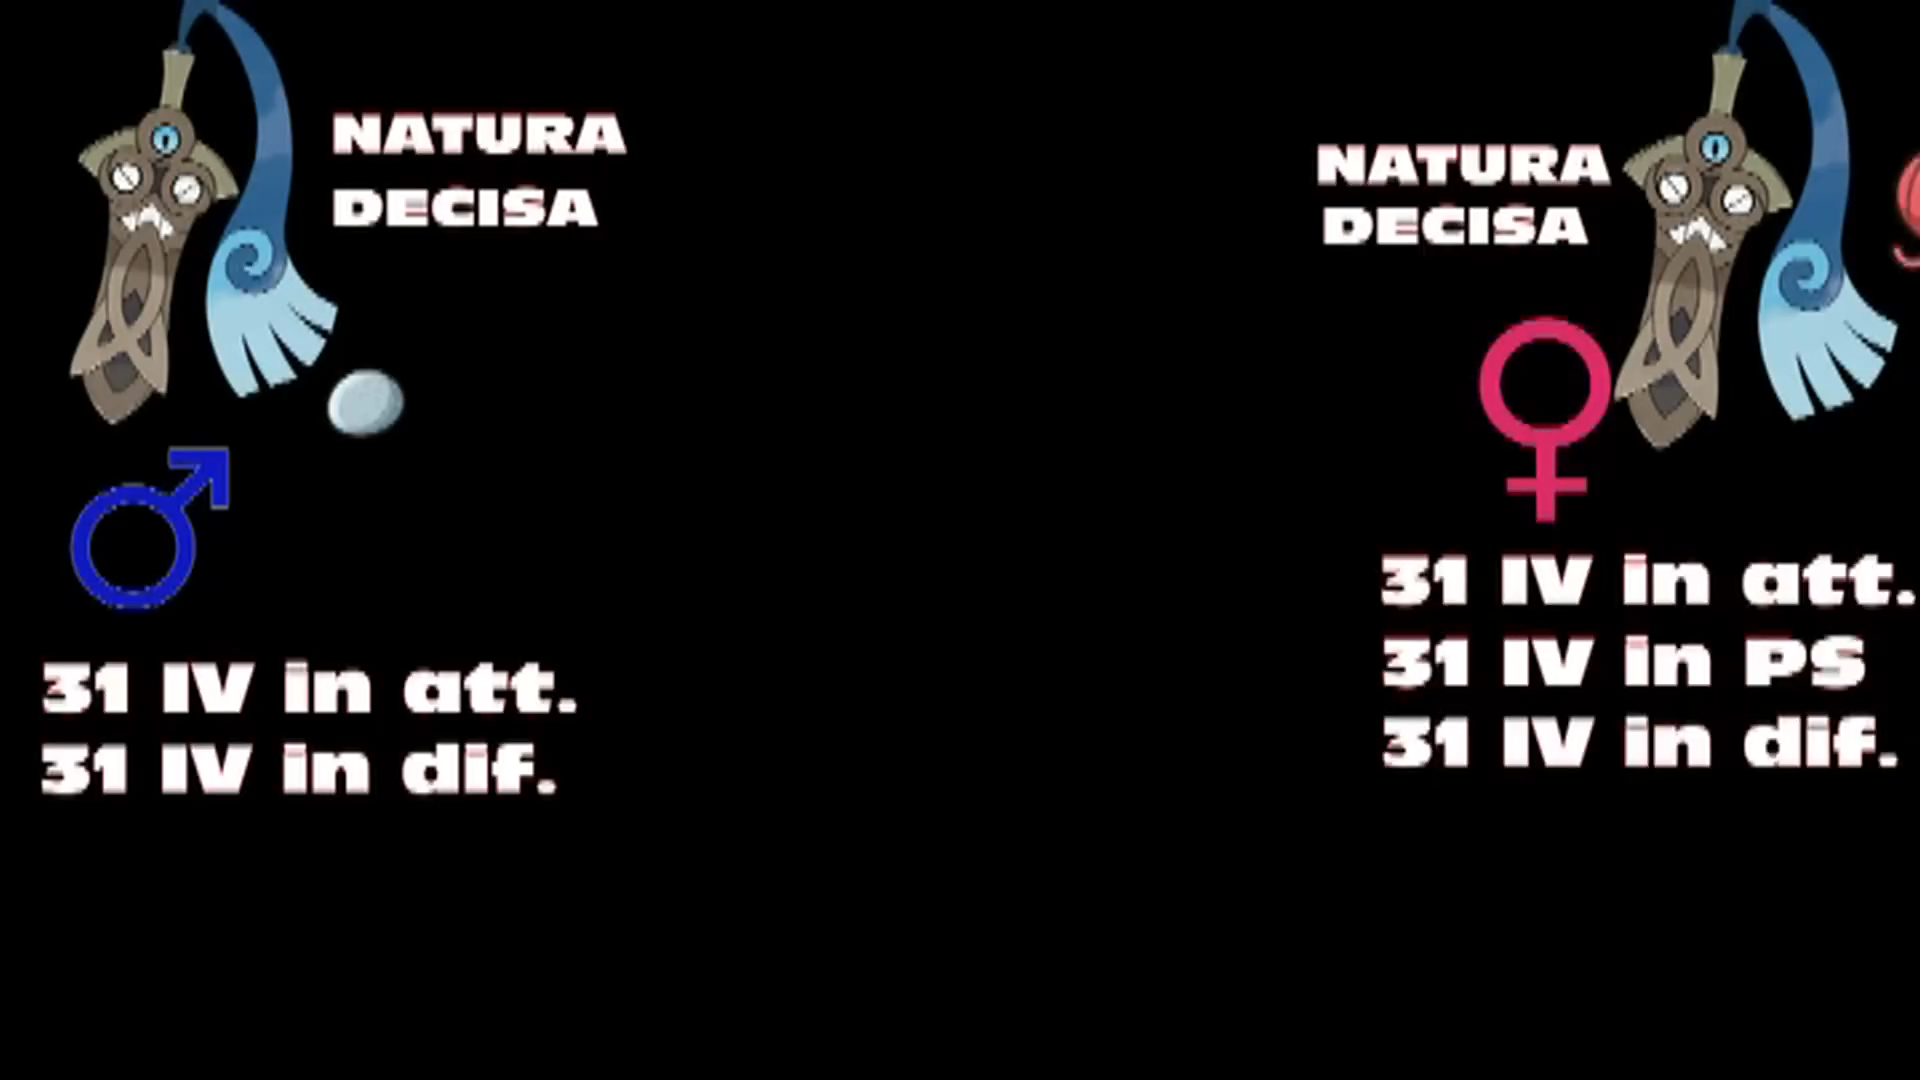 NATURA
DECISA
31 IV in att.
31 IV in dif.
NATURA
DECISA
31 IV in att.
31 IV in PS
31 IV in dif.